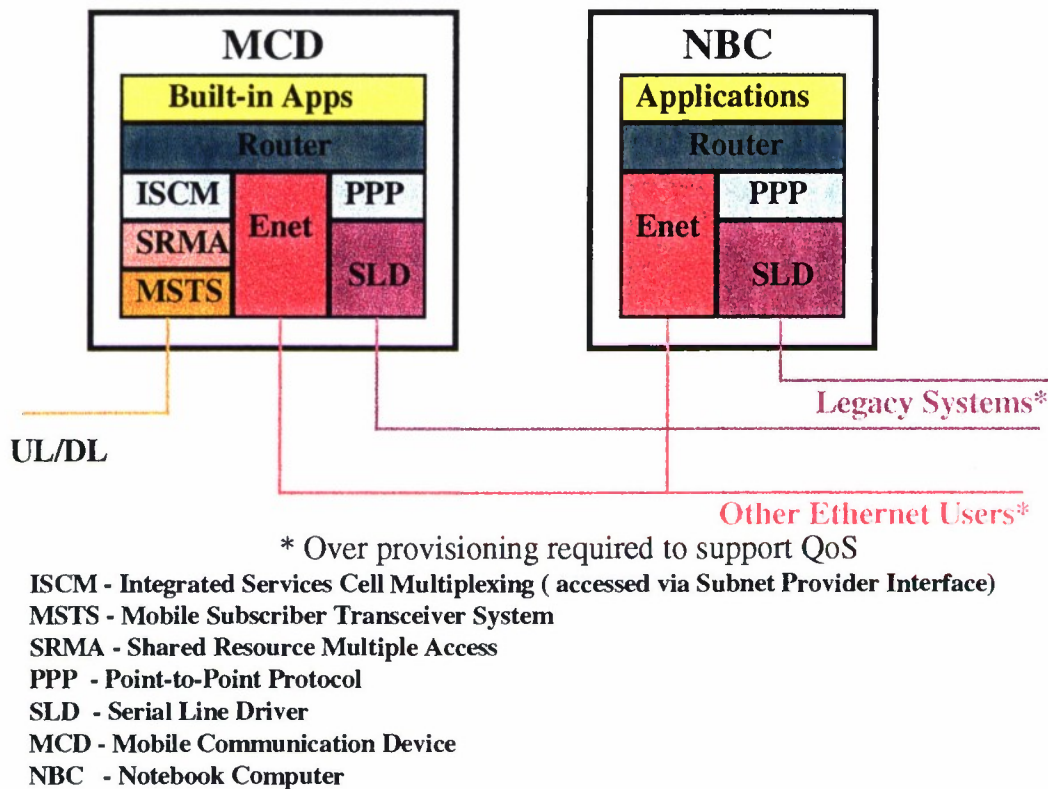 MCD
Built-in Apps
Router
ISCM
SRMA
MSTS
Enet
PPP
SLD
NBC
Applications
Router
Enet
PPP
SLD
UL/DL
Legacy Systems*
Other Ethernet Users*
* Over provisioning required to support QoS
ISCM - Integrated Services Cell Multiplexing ( accessed via Subnet Provider Interface)
MSTS - Mobile Subscriber Transceiver System
SRMA - Shared Resource Multiple Access
PPP - Point-to-Point Protocol
SLD - Serial Line Driver
MCD - Mobile Communication Device
NBC - Notebook Computer